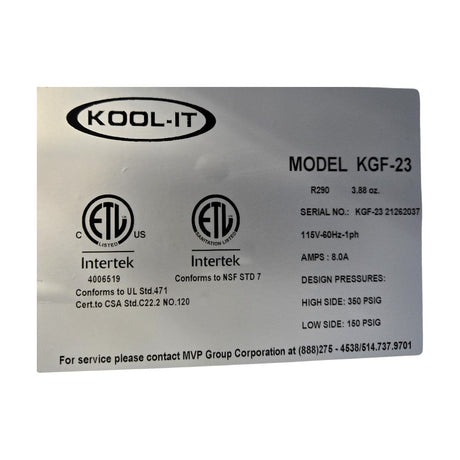 KOOL-IT
MODEL KGF-23
R290 3.88 oz.
SERIAL NO.: KGF-23 21262037
115V-60Hz-1ph
AMPS : 8.0A
DESIGN PRESSURES:
HIGH SIDE: 350 PSIG
LOW SIDE: 150 PSIG
C ETL US
LISTED
Intertek
4006519
Conforms to UL Std.471
Cert.to CSA Std.C22.2 NO.120
ETL
SANITATION LISTED
Intertek
Conforms to NSF STD 7
For service please contact MVP Group Corporation at (888)275 - 4538/514.737.9701